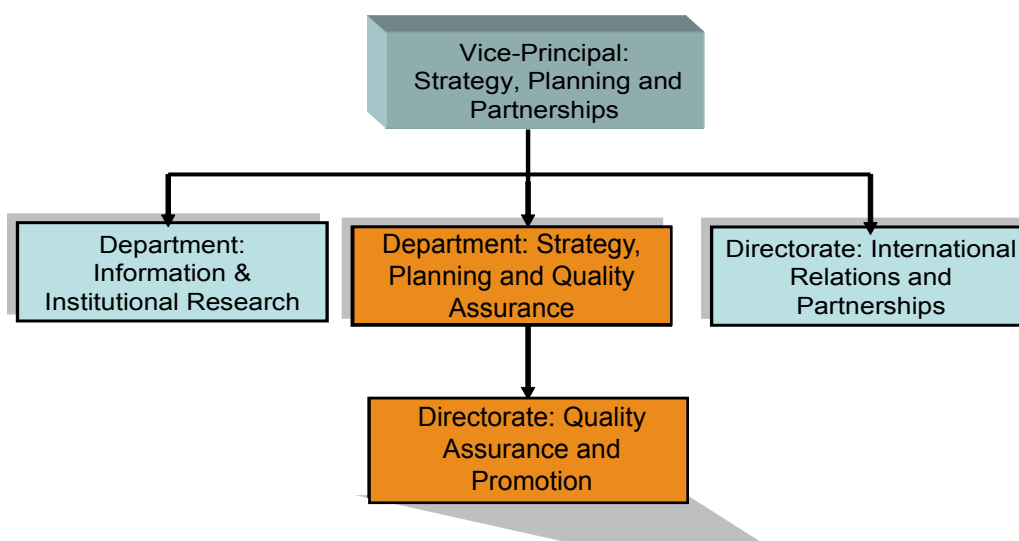 Vice-Principal:
Strategy, Planning and
Partnerships
Department:
Information &
Institutional Research
Department: Strategy,
Planning and Quality
Assurance
Directorate: International
Relations and
Partnerships
Directorate: Quality
Assurance and
Promotion